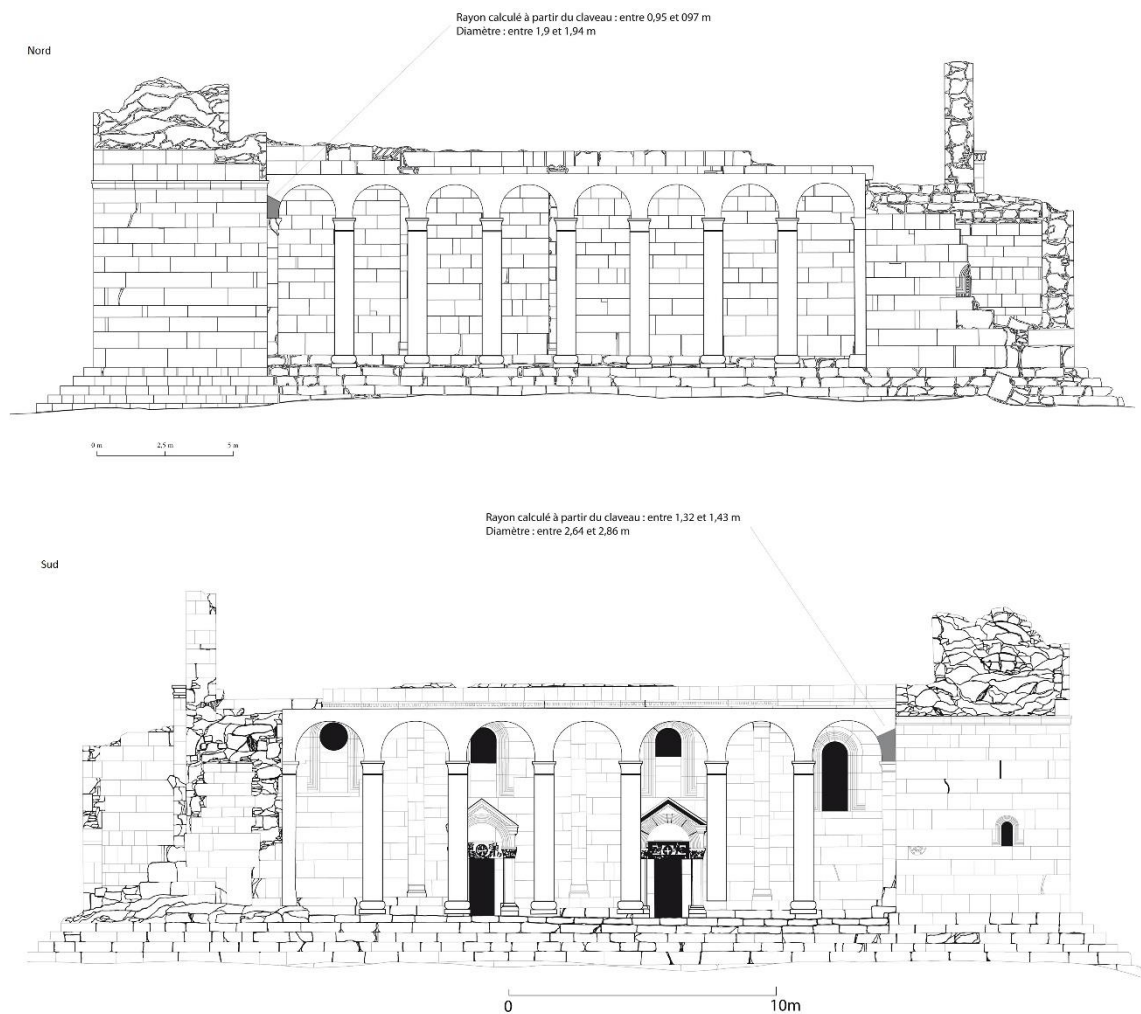 Rayon calculé à partir du claveau : entre 0,95 et 097 m
Diamètre : entre 1,9 et 1,94 m
Nord
0 m 2,5 m 5 m
Rayon calculé à partir du claveau : entre 1,32 et 1,43 m
Diamètre : entre 2,64 et 2,86 m
Sud
0 10m